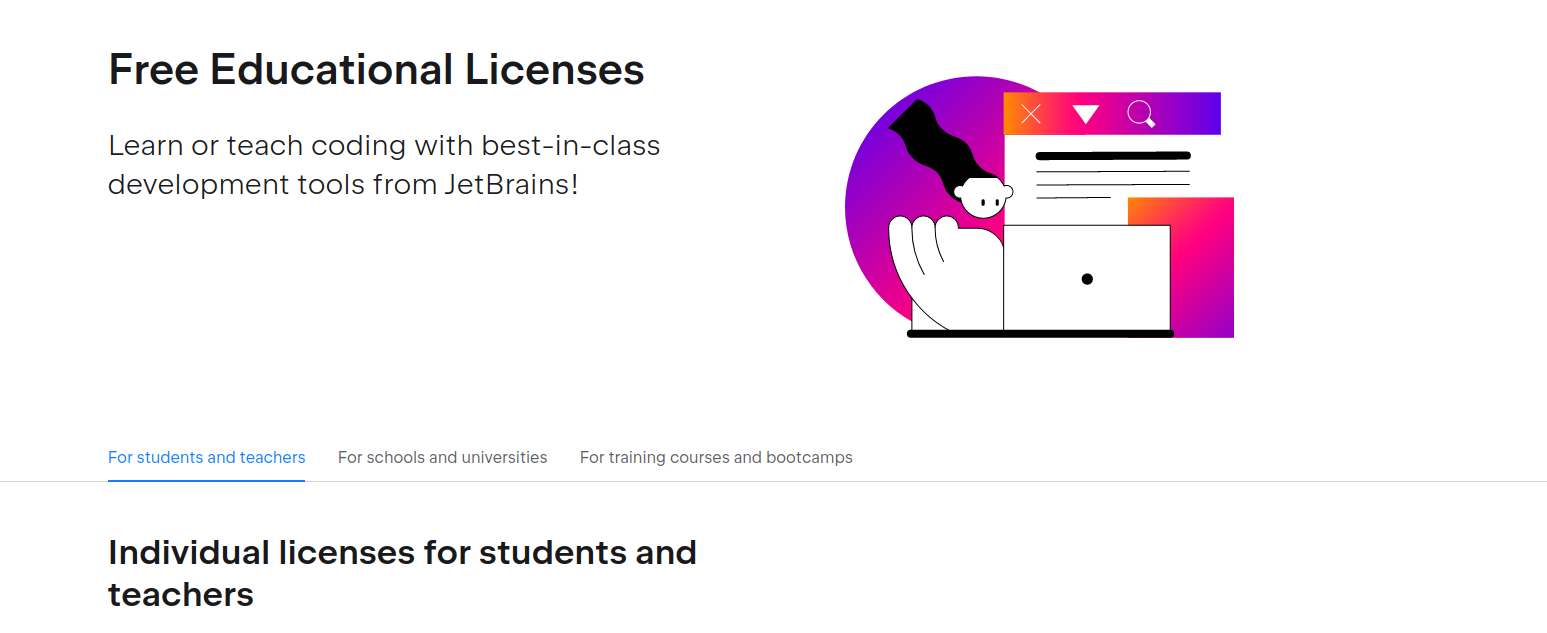 Free Educational Licenses
Learn or teach coding with best-in-class
development tools from JetBrains!
For students and teachers
For schools and universities
For training courses and bootcamps
Individual licenses for students and
teachers